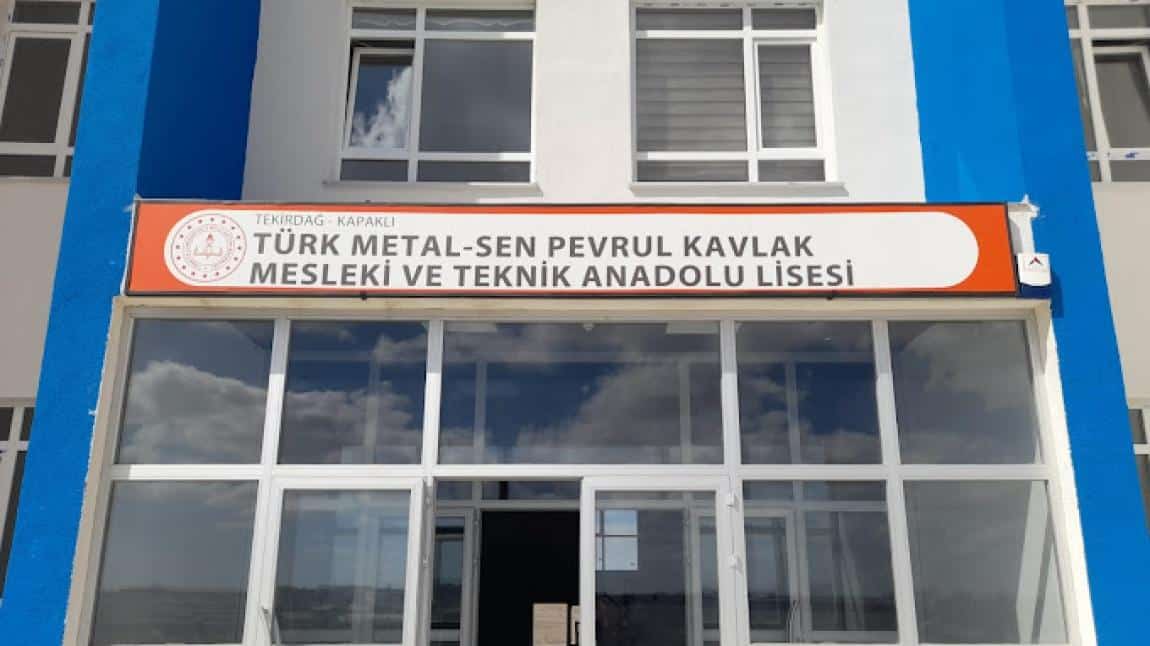 TEKİRDAĞ - KAPAKLI
TÜRK METAL-SEN PEVRUL KAVLAK
MESLEKİ VE TEKNİK ANADOLU LİSESİ